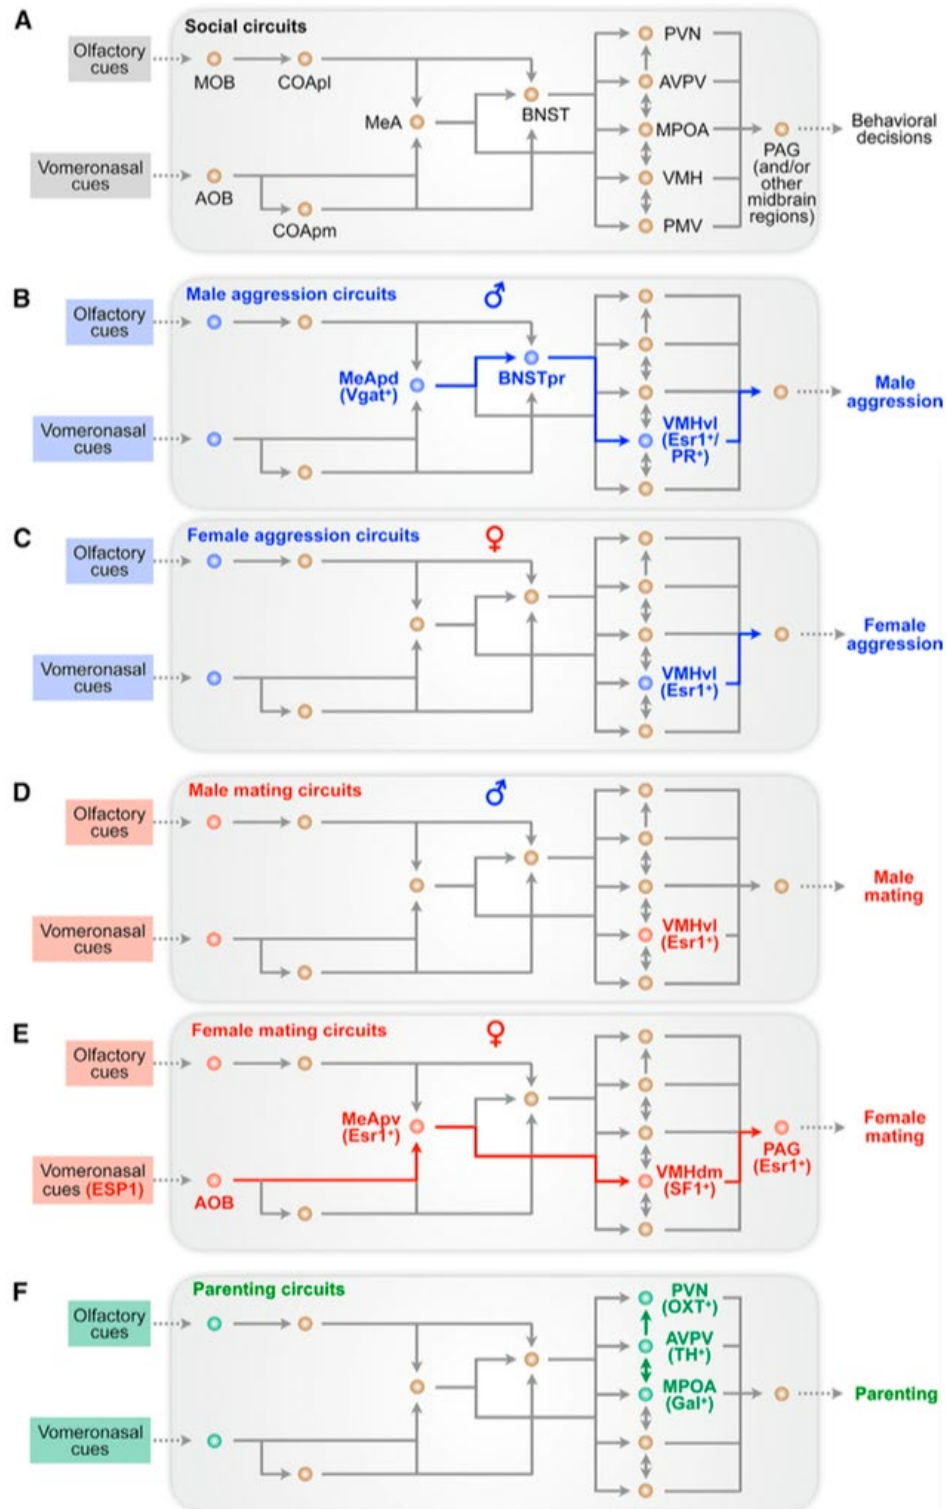 A
Social circuits
Olfactory
cues
MOB
COApl
MeA
BNST
Vomeronasal
cues
AOB
COApm
PVN
AVPV
MPOA
VMH
PMV
PAG
(and/or
other
midbrain
regions)
Behavioral
decisions
B
Male aggression circuits
♂
Olfactory
cues
MeApd
(Vgat⁺)
BNSTpr
Vomeronasal
cues
VMHvl
(Esr1⁺/
PR⁺)
Male
aggression
C
Female aggression circuits
♀
Olfactory
cues
Vomeronasal
cues
VMHvl
(Esr1⁺)
Female
aggression
D
Male mating circuits
♂
Olfactory
cues
Vomeronasal
cues
VMHvl
(Esr1⁺)
Male
mating
E
Female mating circuits
♀
Olfactory
cues
MeApv
(Esr1⁺)
Vomeronasal
cues (ESP1)
AOB
VMHdm
(SF1⁺)
PAG
(Esr1⁺)
Female
mating
F
Parenting circuits
Olfactory
cues
Vomeronasal
cues
PVN
(OXT⁺)
AVPV
(TH⁺)
MPOA
(Gal⁺)
Parenting